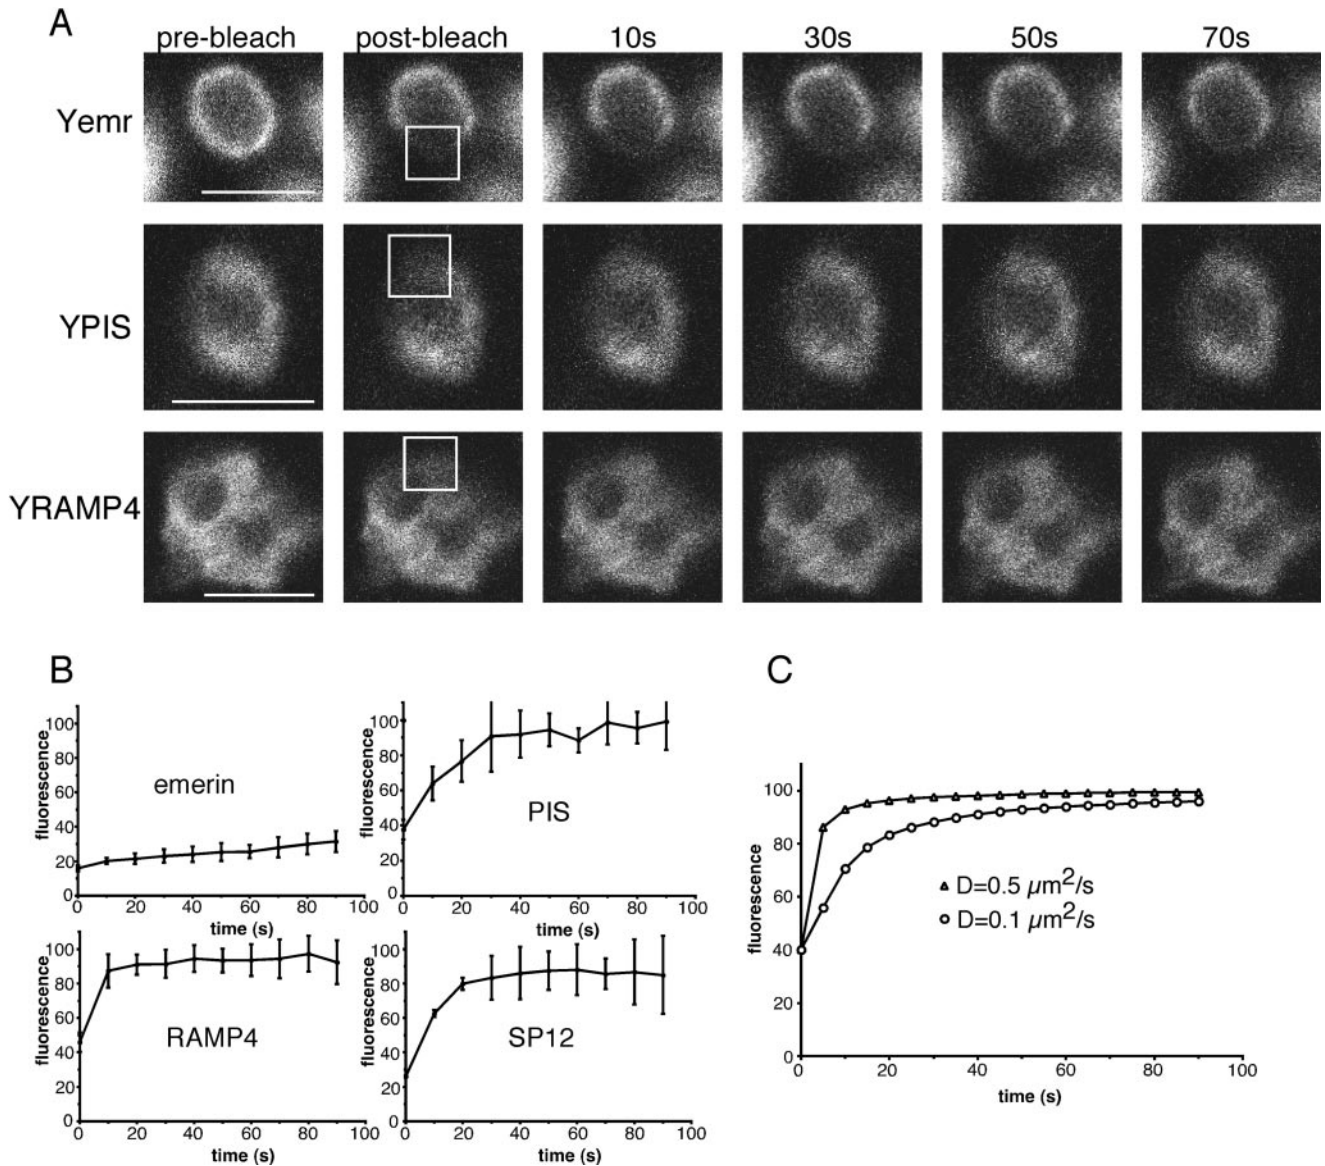 A
pre-bleach post-bleach 10s 30s 50s 70s
Yemr
YPIS
YRAMP4
B
fluorescence
100
80
60
40
20
0
emerin
0 20 40 60 80 100
time (s)
fluorescence
100
80
60
40
20
0
PIS
0 20 40 60 80 100
time (s)
fluorescence
100
80
60
40
20
0
RAMP4
0 20 40 60 80 100
time (s)
fluorescence
100
80
60
40
20
0
SP12
0 20 40 60 80 100
time (s)
C
fluorescence
100
80
60
40
20
0
D=0.5 µm²/s
D=0.1 µm²/s
0 20 40 60 80 100
time (s)